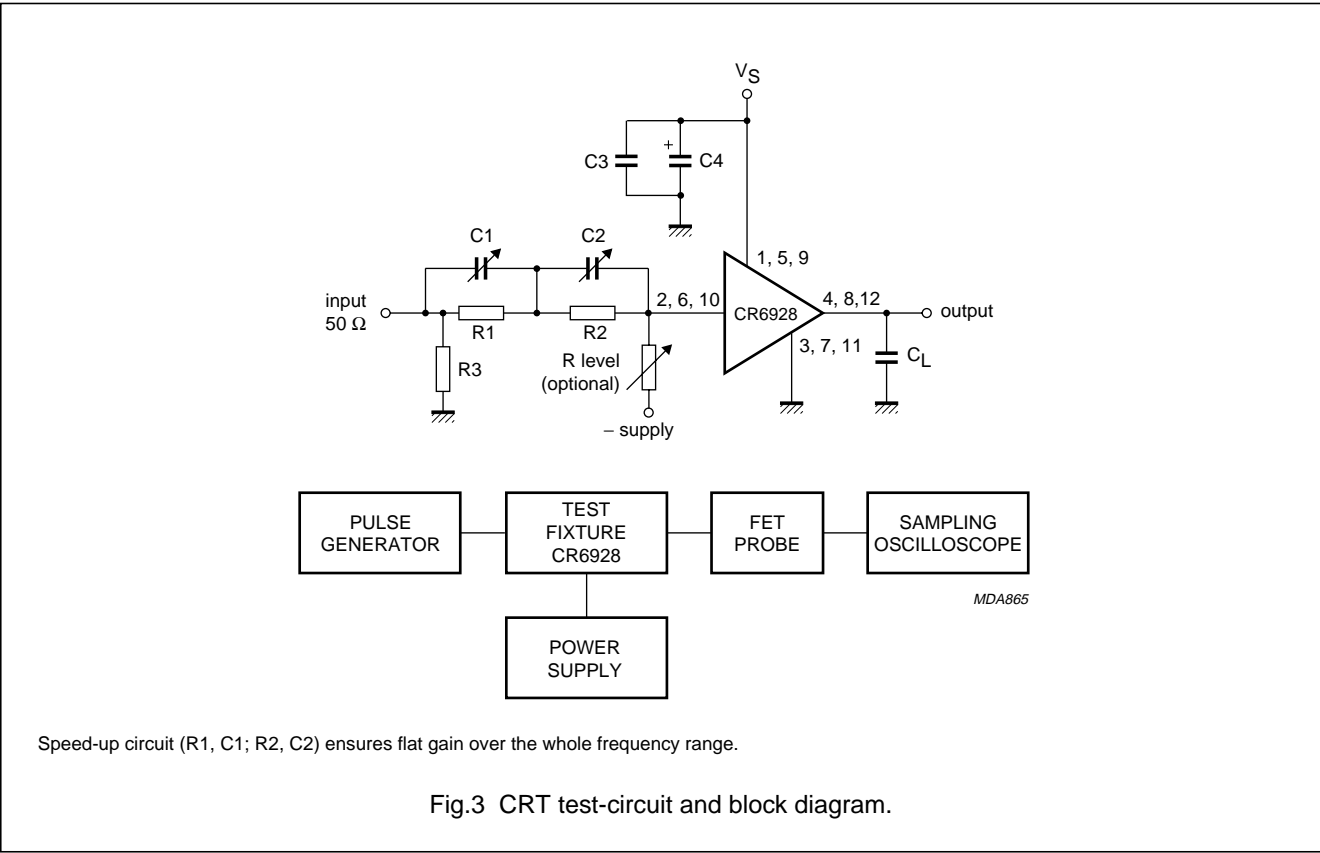 VS
+
C3
C4
C1
C2
1, 5, 9
input
50 Ω
2, 6, 10
CR6928
4, 8,12
output
R1
R2
R3
R level
(optional)
3, 7, 11
CL
– supply
PULSE
GENERATOR
TEST
FIXTURE
CR6928
FET
PROBE
SAMPLING
OSCILLOSCOPE
MDA865
POWER
SUPPLY
Speed-up circuit (R1, C1; R2, C2) ensures flat gain over the whole frequency range.
Fig.3 CRT test-circuit and block diagram.